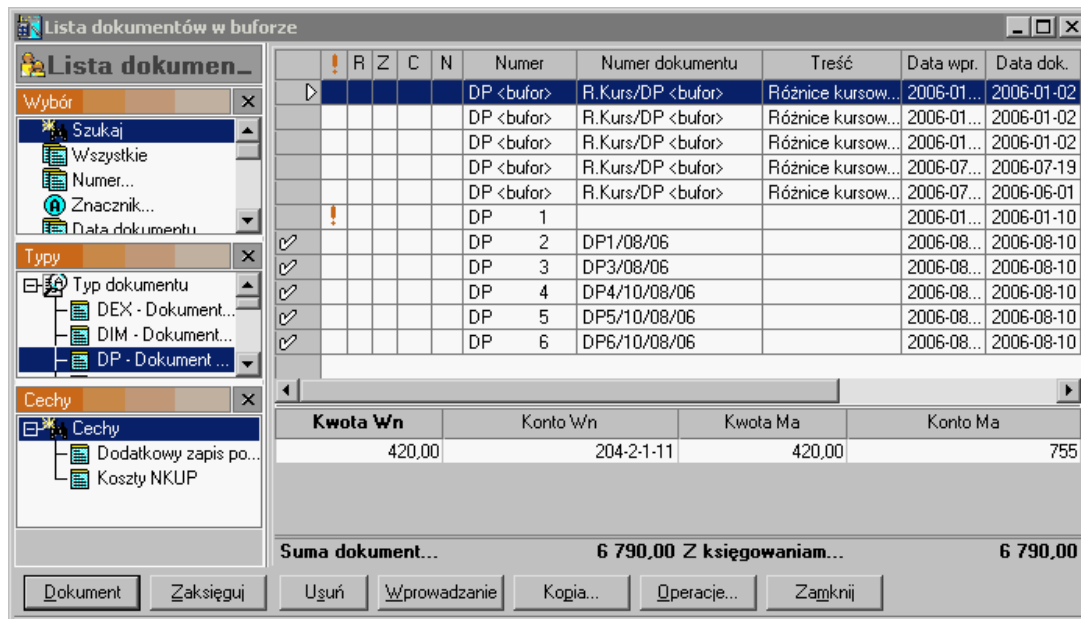 Lista dokumentów w buforze
Lista dokumen...
Wybór
Szukaj
Wszystkie
Numer...
Znacznik...
Data dokumentu
Typy
Typ dokumentu
DEX - Dokument...
DIM - Dokument...
DP - Dokument ...
Cechy
Cechy
Dodatkowy zapis po...
Koszty NKUP
! R Z C N Numer Numer dokumentu Treść Data wpr. Data dok.
DP <bufor> R.Kurs/DP <bufor> Różnice kursow... 2006-01... 2006-01-02
DP <bufor> R.Kurs/DP <bufor> Różnice kursow... 2006-01... 2006-01-02
DP <bufor> R.Kurs/DP <bufor> Różnice kursow... 2006-01... 2006-01-02
DP <bufor> R.Kurs/DP <bufor> Różnice kursow... 2006-07... 2006-07-19
DP <bufor> R.Kurs/DP <bufor> Różnice kursow... 2006-07... 2006-06-01
! DP 1 2006-01... 2006-01-10
DP 2 DP1/08/06 2006-08... 2006-08-10
DP 3 DP3/08/06 2006-08... 2006-08-10
DP 4 DP4/10/08/06 2006-08... 2006-08-10
DP 5 DP5/10/08/06 2006-08... 2006-08-10
DP 6 DP6/10/08/06 2006-08... 2006-08-10
Kwota Wn Konto Wn Kwota Ma Konto Ma
420,00 204-2-1-11 420,00 755
Suma dokument... 6 790,00 Z księgowaniam... 6 790,00
Dokument Zaksięguj Usuń Wprowadzanie Kopia... Operacje... Zamknij